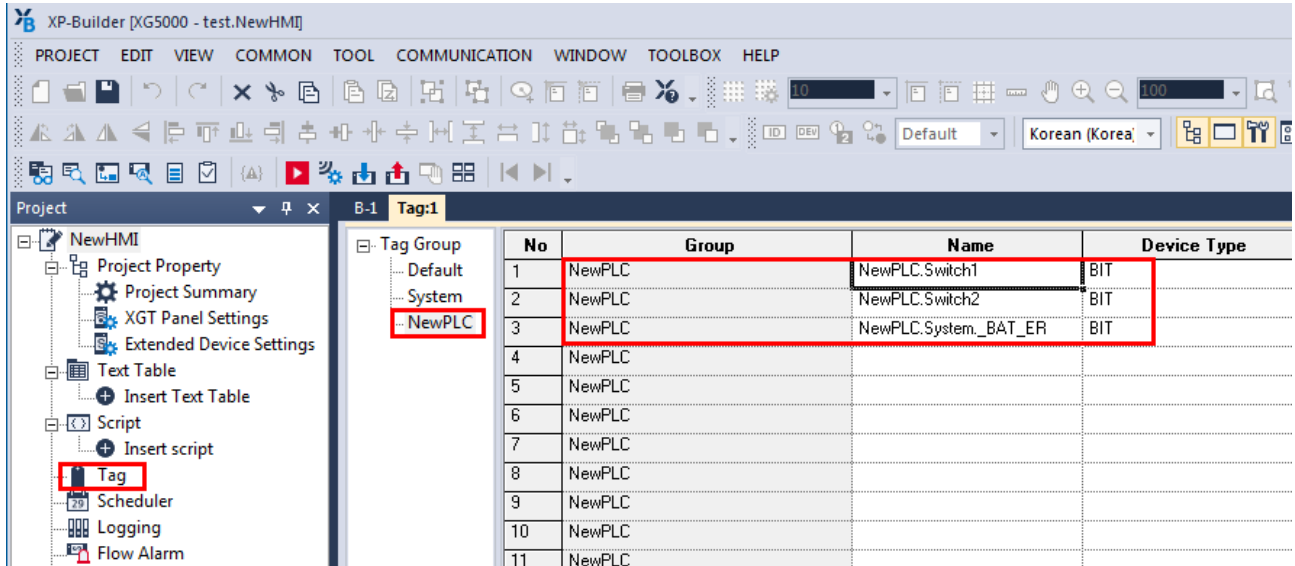 XP-Builder [XG5000 - test.NewHMI]
PROJECT EDIT VIEW COMMON TOOL COMMUNICATION WINDOW TOOLBOX HELP
10 100
ID DEV 2 Default Korean (Korea)
{A}
Project B-1 Tag:1
NewHMI
Project Property
Project Summary
XGT Panel Settings
Extended Device Settings
Text Table
Insert Text Table
Script
Insert script
Tag
29 Scheduler
Logging
Flow Alarm
Tag Group
Default
System
NewPLC
No Group Name Device Type
1 NewPLC NewPLC.Switch1 BIT
2 NewPLC NewPLC.Switch2 BIT
3 NewPLC NewPLC.System._BAT_ER BIT
4 NewPLC
5 NewPLC
6 NewPLC
7 NewPLC
8 NewPLC
9 NewPLC
10 NewPLC
11 NewPLC